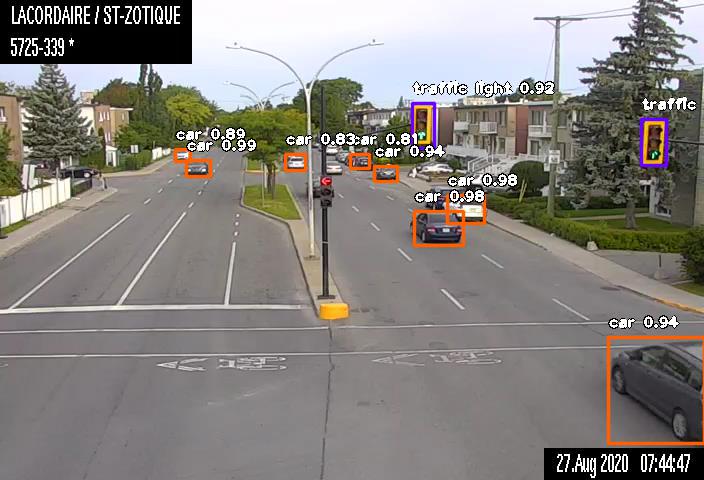 LACORDAIRE / ST-ZOTIQUE
5725-339 *
traffic light 0.92
traffic
car 0.89
car 0.99
car 0.83
car 0.81
car 0.94
car 0.98
car 0.98
car 0.94
27.Aug 2020 07:44:47